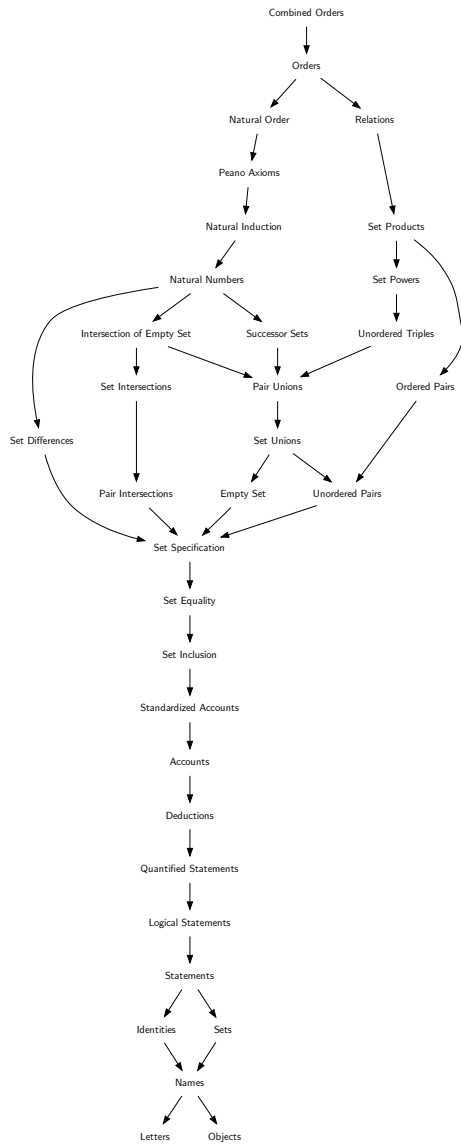 Combined Orders
Orders
Natural Order Relations
Peano Axioms
Natural Induction Set Products
Natural Numbers Set Powers
Intersection of Empty Set Successor Sets Unordered Triples
Set Intersections Pair Unions Ordered Pairs
Set Differences Set Unions
Pair Intersections Empty Set Unordered Pairs
Set Specification
Set Equality
Set Inclusion
Standardized Accounts
Accounts
Deductions
Quantified Statements
Logical Statements
Statements
Identities Sets
Names
Letters Objects